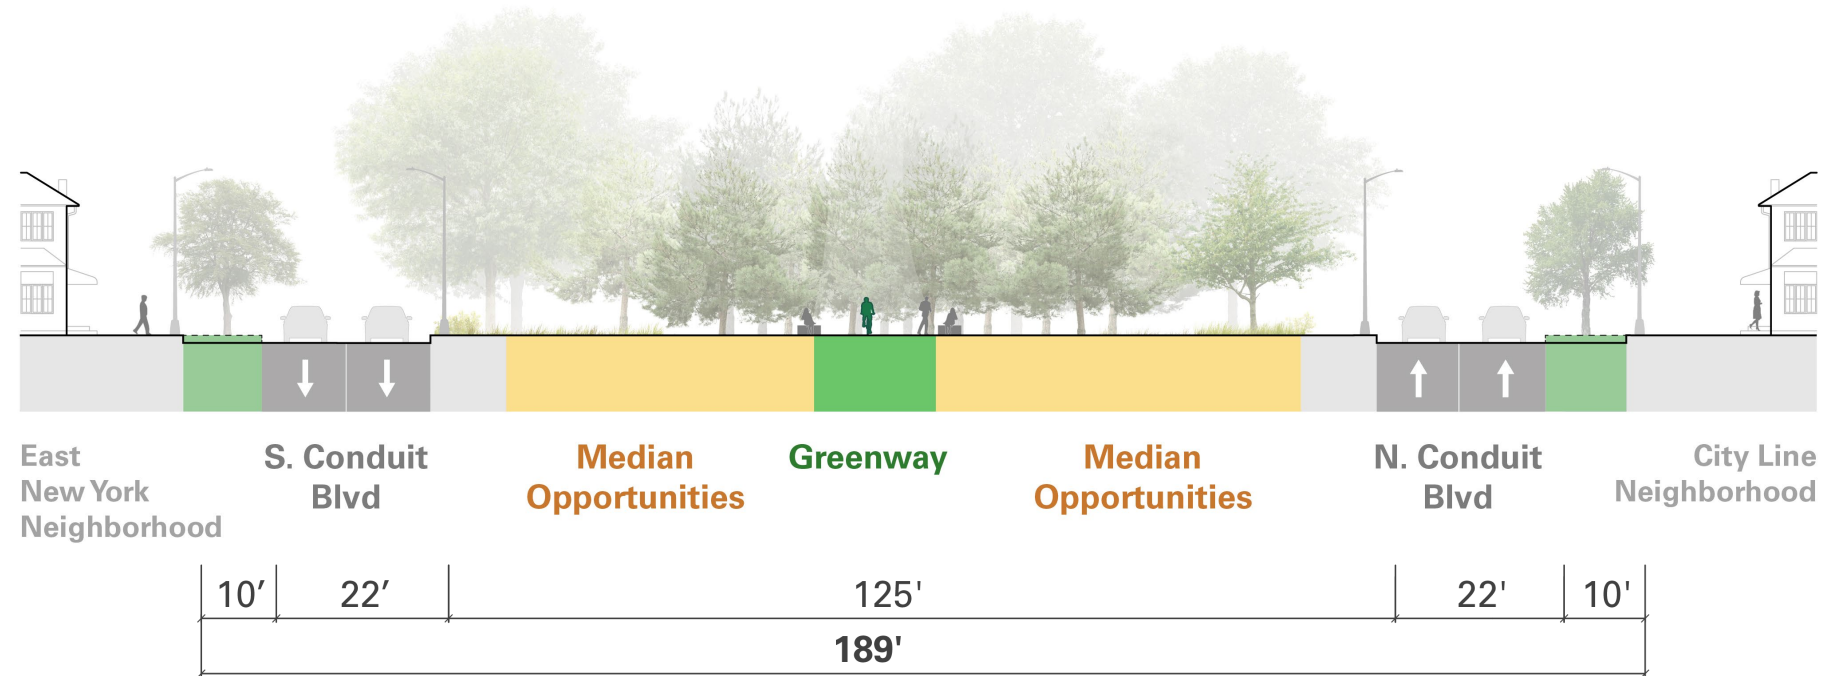 East
New York
Neighborhood
S. Conduit
Blvd
Median
Opportunities
Greenway
Median
Opportunities
N. Conduit
Blvd
City Line
Neighborhood
10’
22’
125'
22'
10'
189'